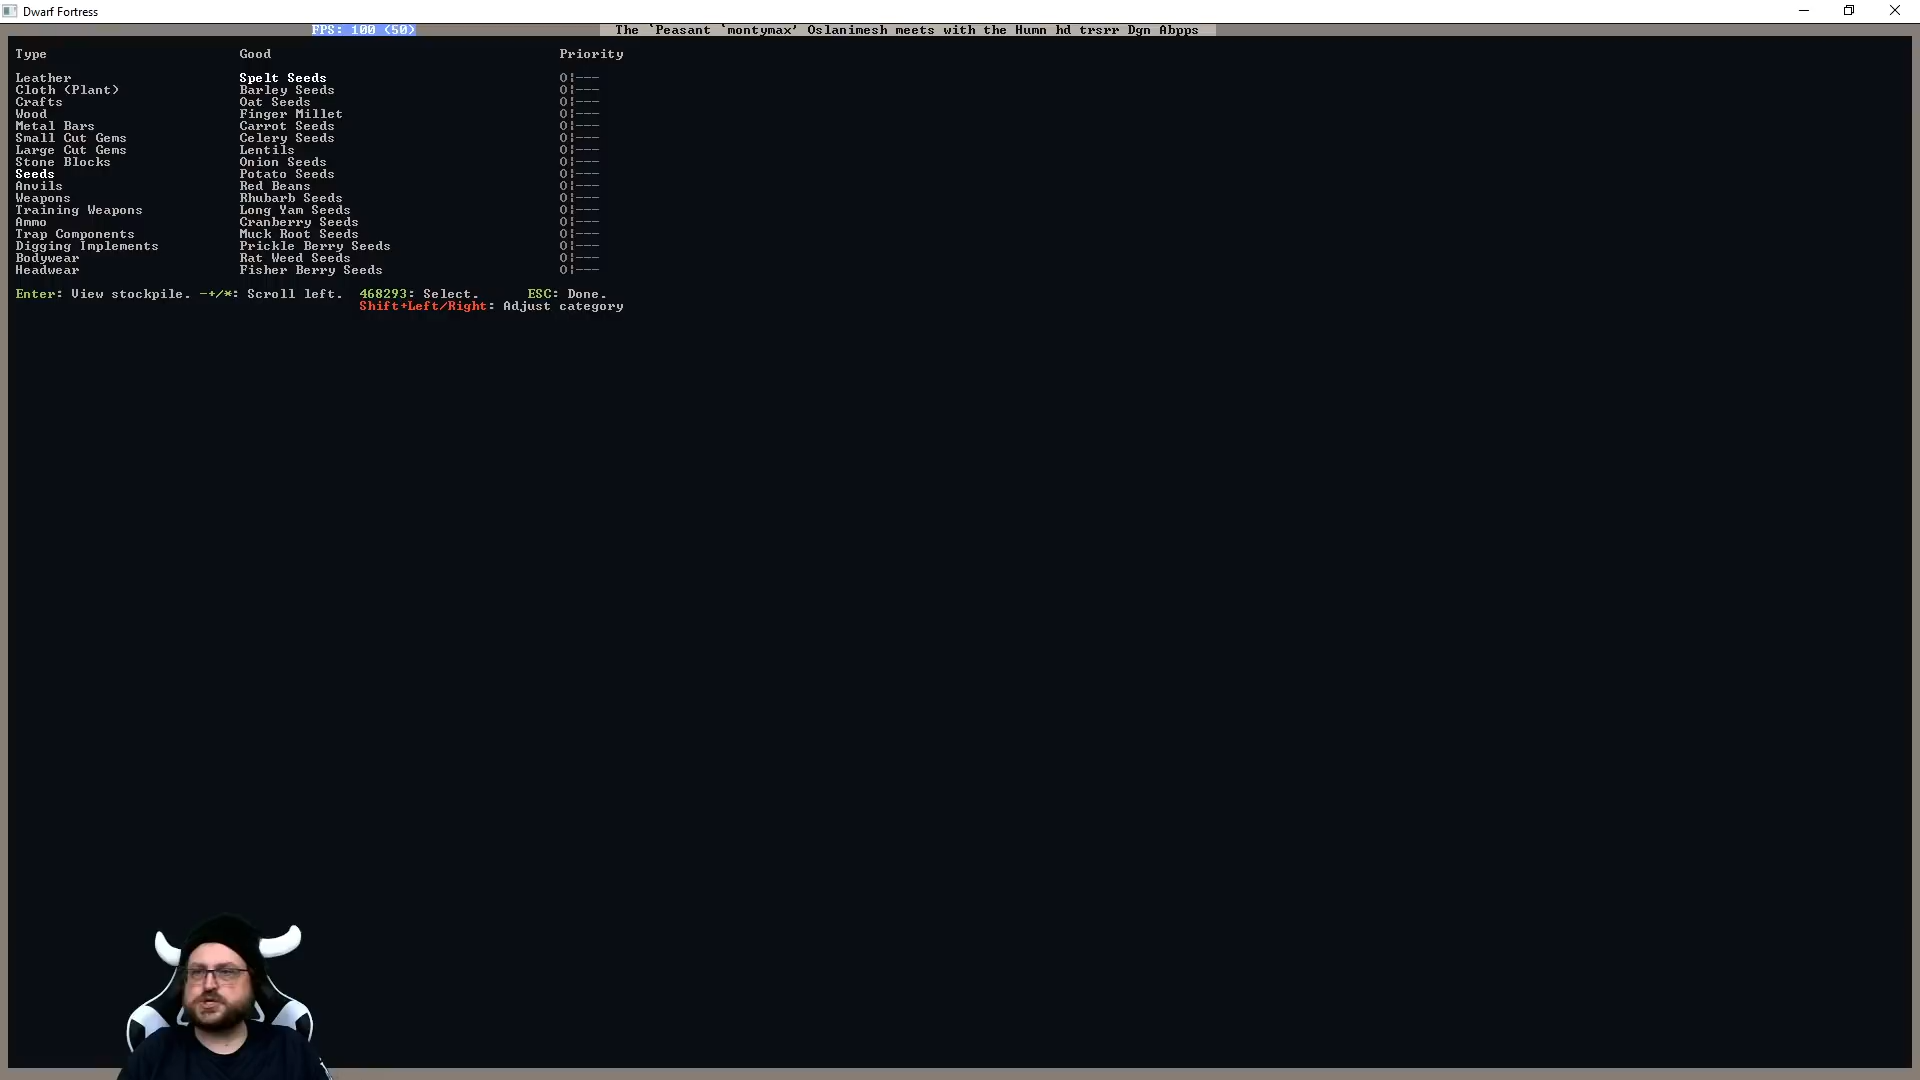 Dwarf Fortress
FPS: 100 (50)
The `Peasant `montymax' Oslanimesh meets with the Humn hd trsrr Dgn Abpps
Type Good Priority
Leather Spelt Seeds 0|---
Cloth (Plant) Barley Seeds 0|---
Crafts Oat Seeds 0|---
Wood Finger Millet 0|---
Metal Bars Carrot Seeds 0|---
Small Cut Gems Celery Seeds 0|---
Large Cut Gems Lentils 0|---
Stone Blocks Onion Seeds 0|---
Seeds Potato Seeds 0|---
Anvils Red Beans 0|---
Weapons Rhubarb Seeds 0|---
Training Weapons Long Yam Seeds 0|---
Ammo Cranberry Seeds 0|---
Trap Components Muck Root Seeds 0|---
Digging Implements Prickle Berry Seeds 0|---
Bodywear Rat Weed Seeds 0|---
Headwear Fisher Berry Seeds 0|---
Enter: View stockpile. -+/*: Scroll left. 468293: Select. ESC: Done.
Shift+Left/Right: Adjust category